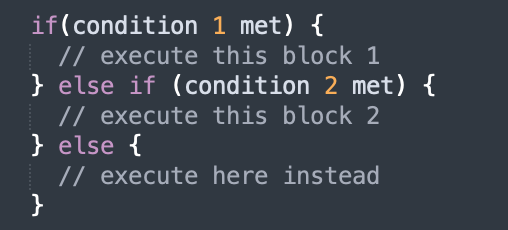 if(condition 1 met) {
  // execute this block 1
} else if (condition 2 met) {
  // execute this block 2
} else {
  // execute here instead
}